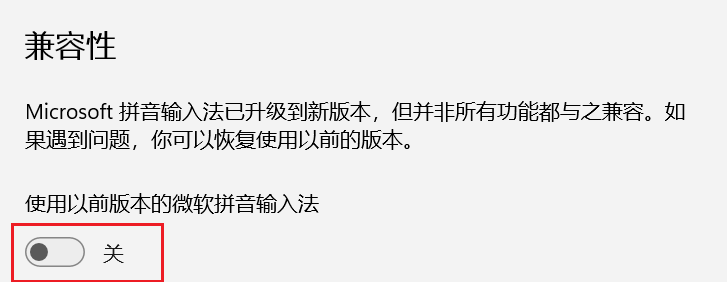 兼容性
Microsoft 拼音输入法已升级到新版本，但并非所有功能都与之兼容。如
果遇到问题，你可以恢复使用以前的版本。
使用以前版本的微软拼音输入法
关